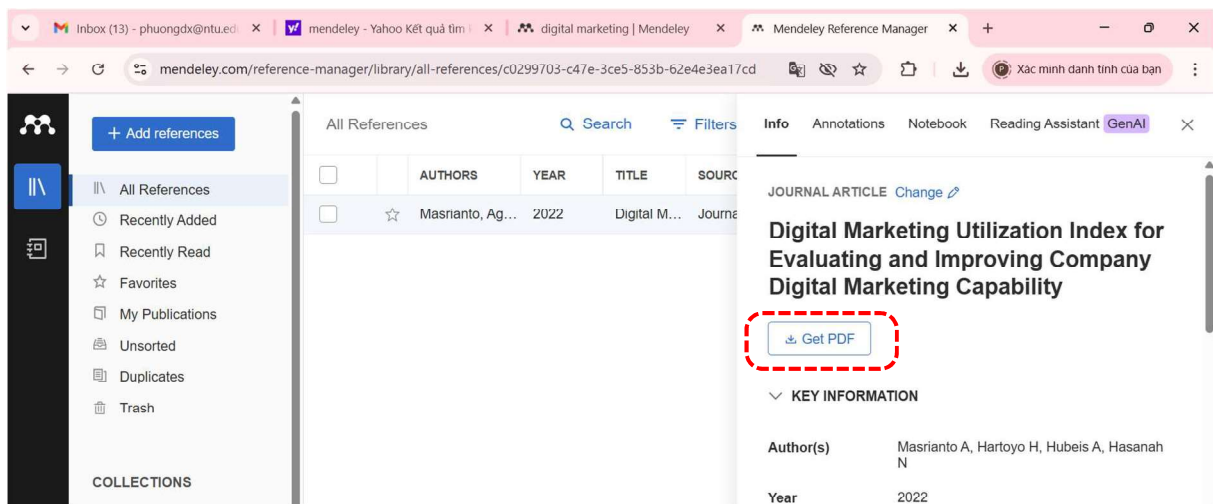 Inbox (13) - phuongdx@ntu.ed
mendeley - Yahoo Kết quả tìm
digital marketing | Mendeley
Mendeley Reference Manager
mendeley.com/reference-manager/library/all-references/c0299703-c47e-3ce5-853b-62e4e3ea17cd
Xác minh danh tính của bạn
+ Add references
All References
Recently Added
Recently Read
Favorites
My Publications
Unsorted
Duplicates
Trash
COLLECTIONS
All References
Search
Filters
AUTHORS YEAR TITLE SOURC
Masrianto, Ag... 2022 Digital M... Journa
Info Annotations Notebook Reading Assistant GenAI
JOURNAL ARTICLE Change
Digital Marketing Utilization Index for
Evaluating and Improving Company
Digital Marketing Capability
Get PDF
KEY INFORMATION
Author(s) Masrianto A, Hartoyo H, Hubeis A, Hasanah
N
Year 2022